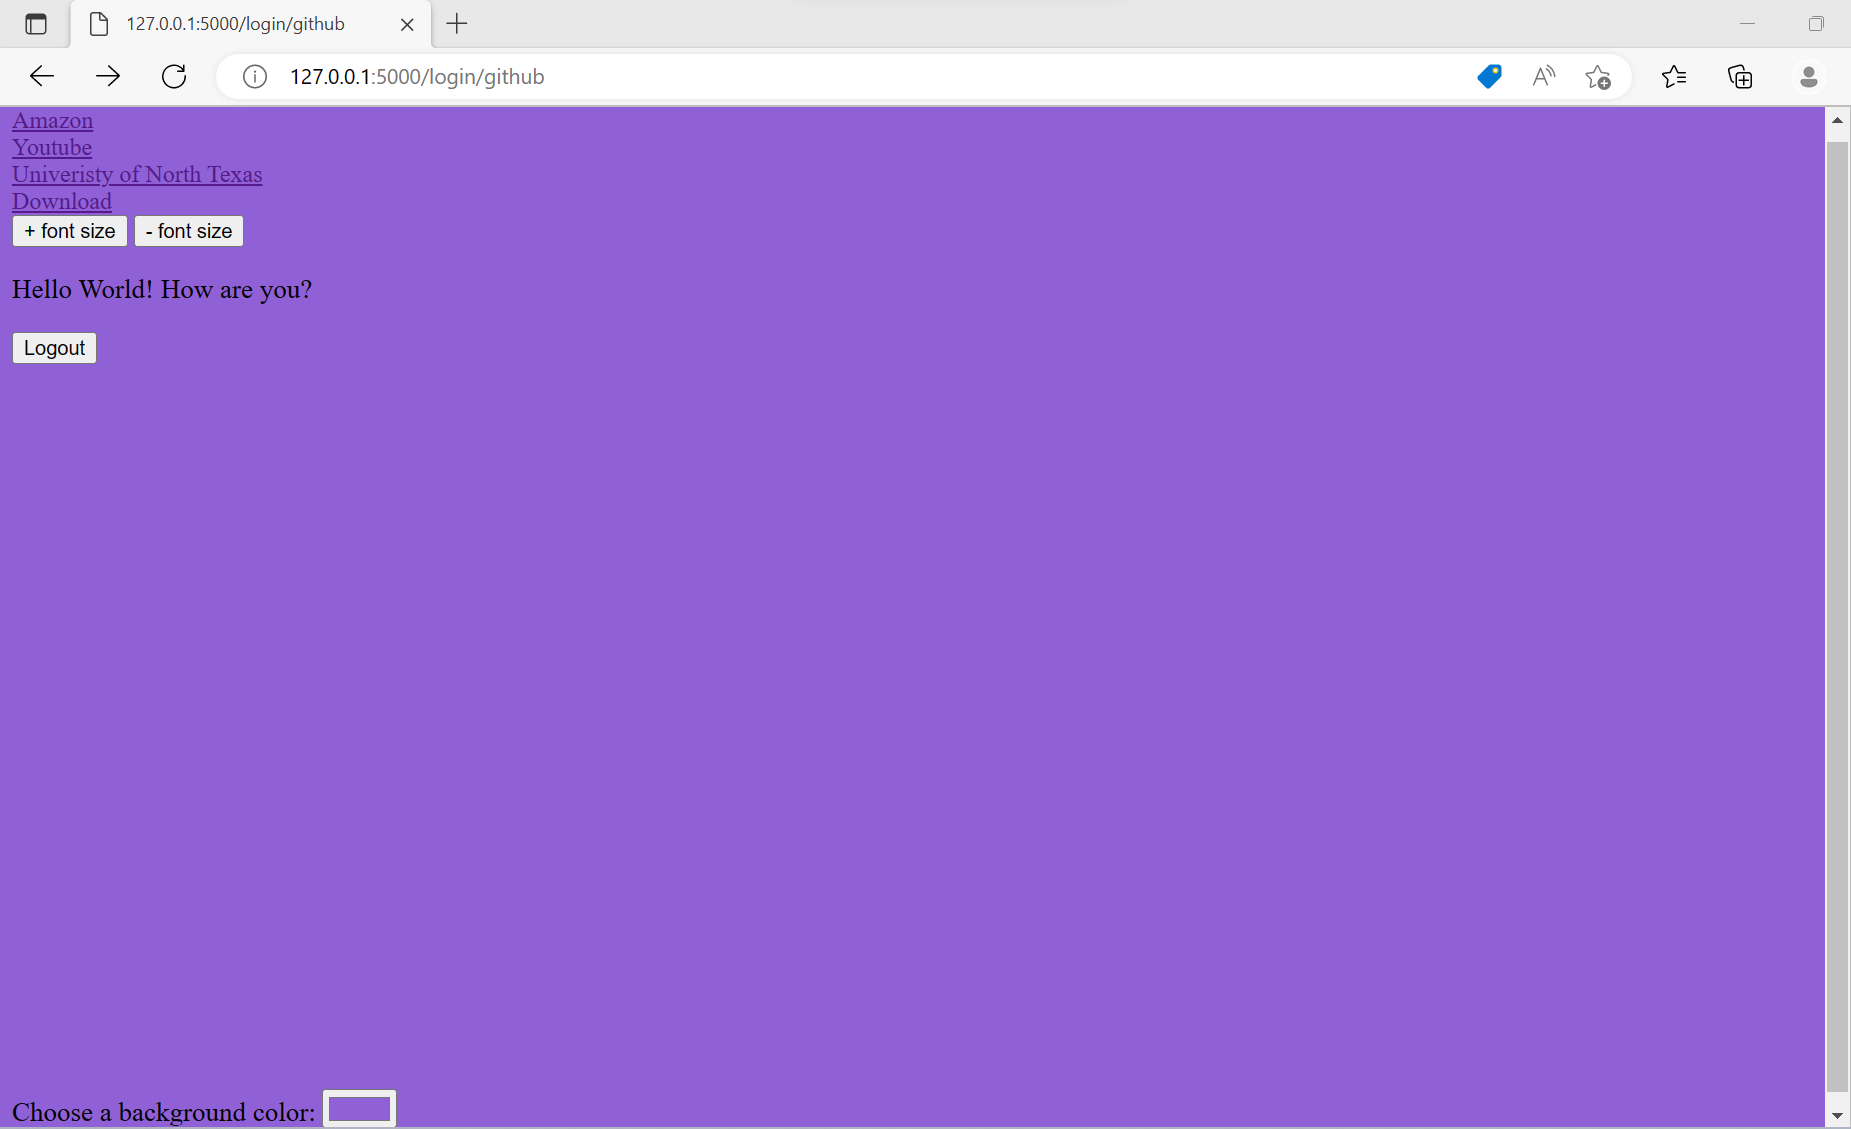 127.0.0.1:5000/login/github
127.0.0.1:5000/login/github
Amazon
Youtube
Univeristy of North Texas
Download
+ font size - font size
Hello World! How are you?
Logout
Choose a background color: